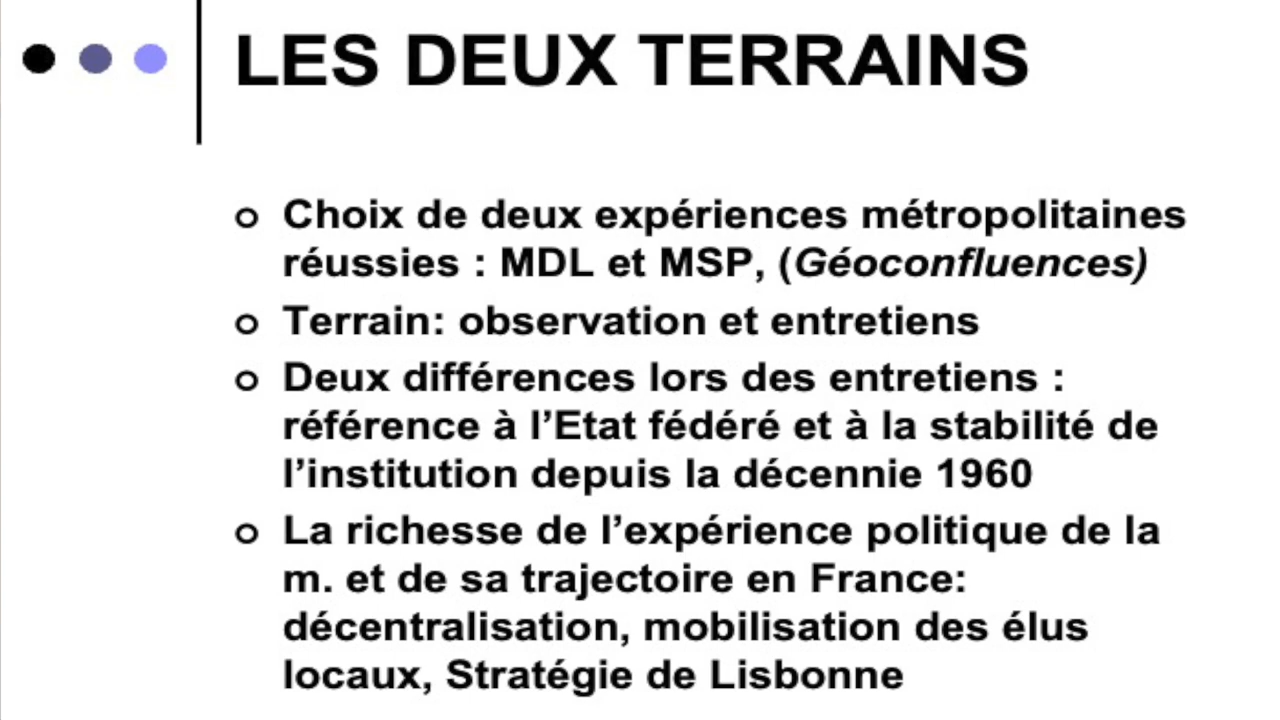 LES DEUX TERRAINS
o Choix de deux expériences métropolitaines
réussies : MDL et MSP, (Géoconfluences)
o Terrain: observation et entretiens
o Deux différences lors des entretiens :
référence à l’Etat fédéré et à la stabilité de
l’institution depuis la décennie 1960
o La richesse de l’expérience politique de la
m. et de sa trajectoire en France:
décentralisation, mobilisation des élus
locaux, Stratégie de Lisbonne